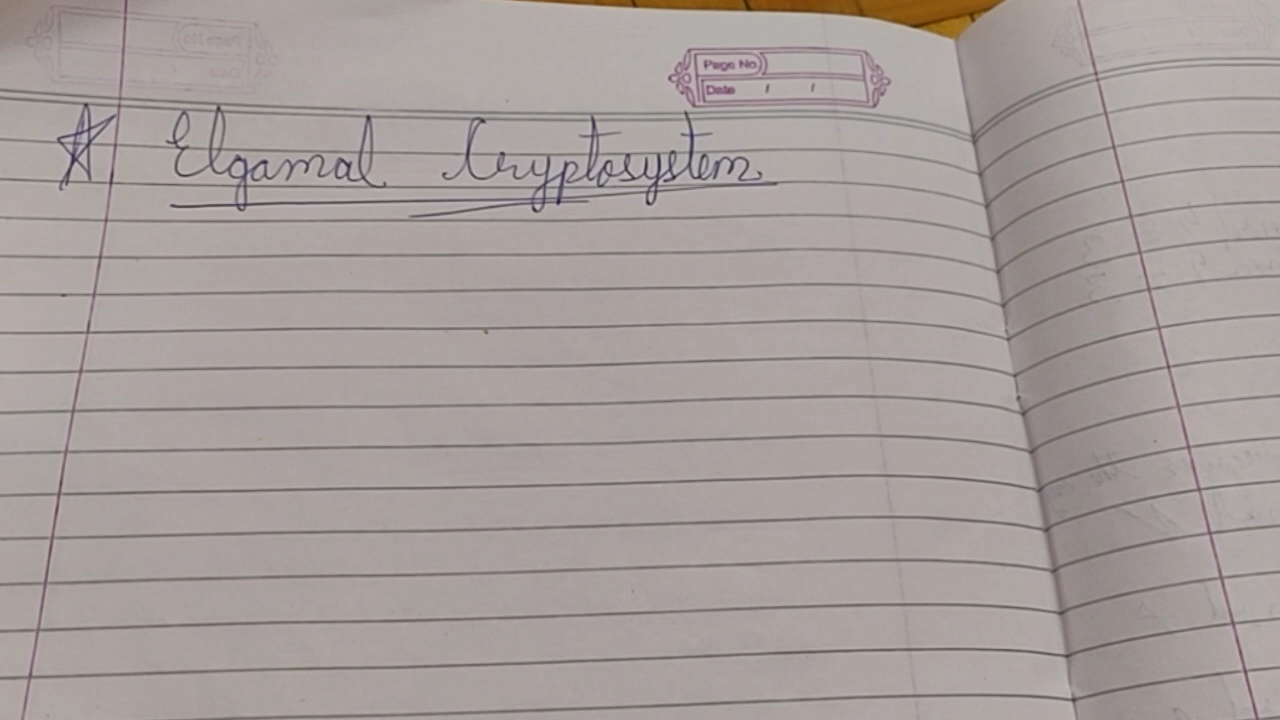 Page No
Date / /
☆ Elgamal Cryptosystem